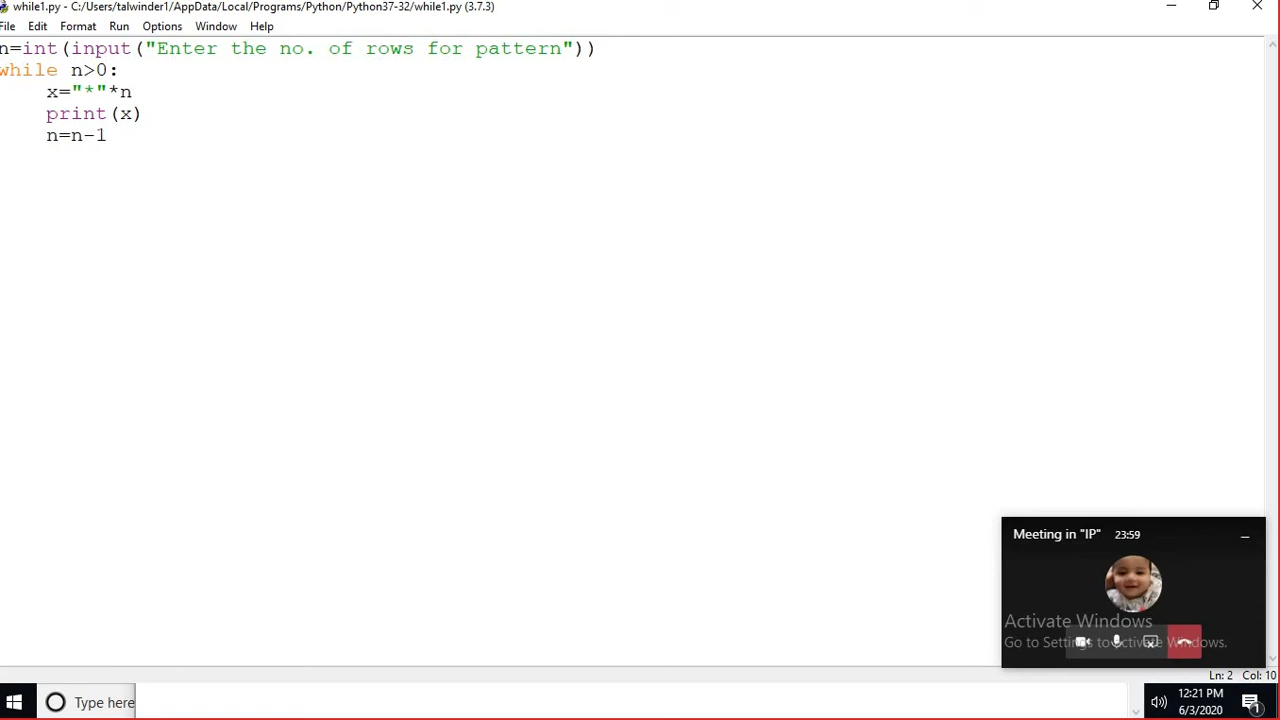 while1.py - C:/Users/talwinder1/AppData/Local/Programs/Python/Python37-32/while1.py (3.7.3)
File Edit Format Run Options Window Help
n=int(input("Enter the no. of rows for pattern"))
while n>0:
x="*"*n
print(x)
n=n-1
Meeting in "IP" 23:59
Activate Windows
Go to Settings to activate Windows.
Ln: 2 Col: 10
Type here
12:21 PM
6/3/2020
1